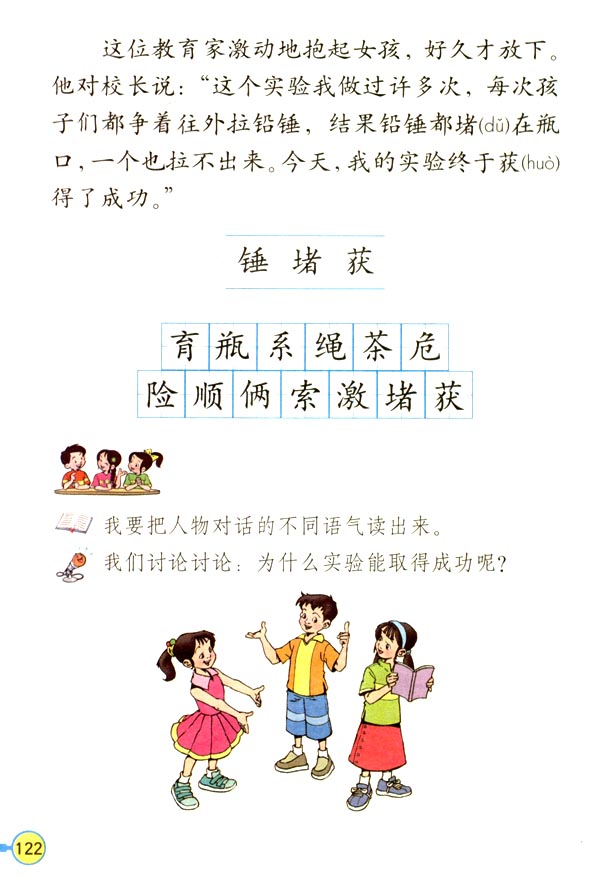 这位教育家激动地抱起女孩，好久才放下。
他对校长说：“这个实验我做过许多次，每次孩
子们都争着往外拉铅锤，结果铅锤都堵(dǔ)在瓶
口，一个也拉不出来。今天，我的实验终于获(huò)
得了成功。”
锤 堵 获
育 瓶 系 绳 茶 危
险 顺 俩 索 激 堵 获
我要把人物对话的不同语气读出来。
我们讨论讨论：为什么实验能取得成功呢？
122